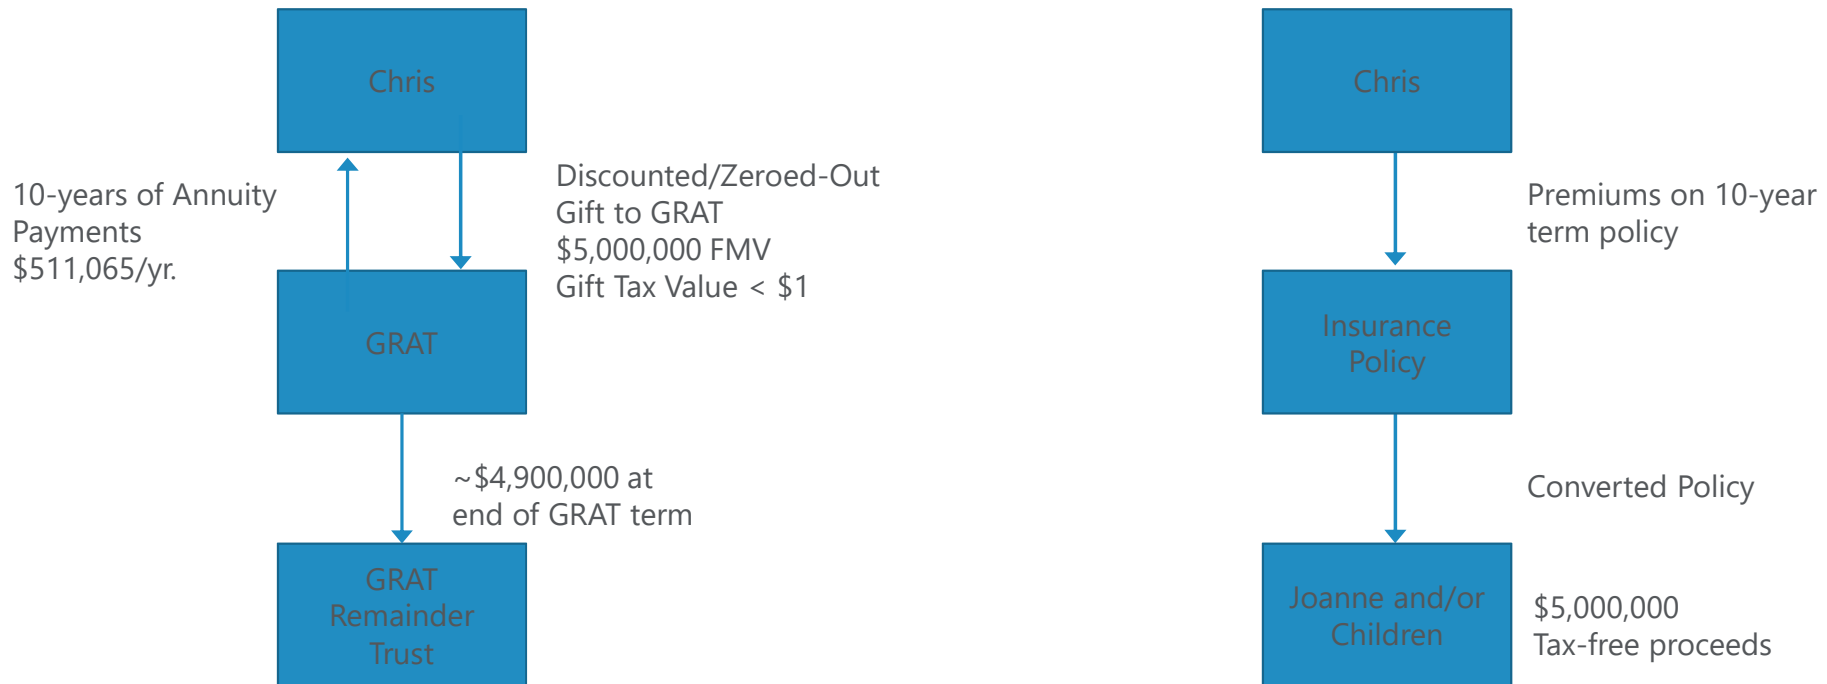 Chris
10-years of Annuity
Payments
$511,065/yr.
Discounted/Zeroed-Out
Gift to GRAT
$5,000,000 FMV
Gift Tax Value < $1
GRAT
~$4,900,000 at
end of GRAT term
GRAT
Remainder
Trust
Chris
Premiums on 10-year
term policy
Insurance
Policy
Converted Policy
Joanne and/or
Children
$5,000,000
Tax-free proceeds